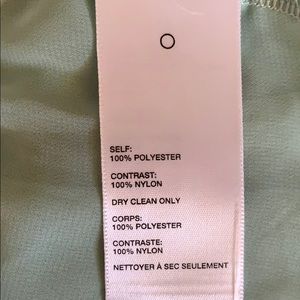 SELF:
100% POLYESTER
CONTRAST:
100% NYLON
DRY CLEAN ONLY
CORPS:
100% POLYESTER
CONTRASTE:
100% NYLON
NETTOYER À SEC SEULEMENT